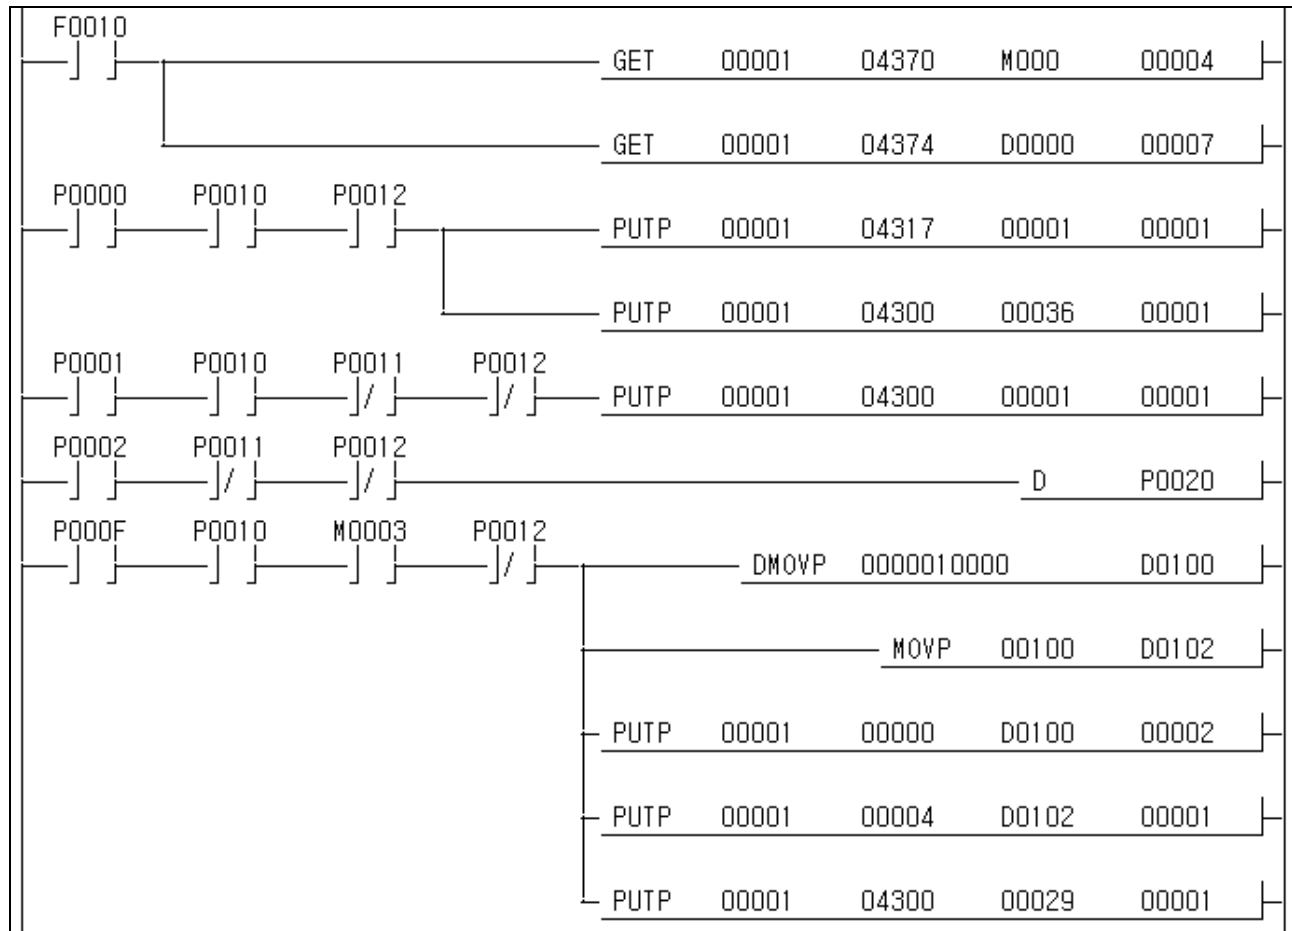 F0010
GET 00001 04370 M000 00004
GET 00001 04374 D0000 00007
P0000 P0010 P0012
PUTP 00001 04317 00001 00001
PUTP 00001 04300 00036 00001
P0001 P0010 P0011 P0012
PUTP 00001 04300 00001 00001
P0002 P0011 P0012
D P0020
P000F P0010 M0003 P0012
DMOVP 0000010000 D0100
MOVP 00100 D0102
PUTP 00001 00000 D0100 00002
PUTP 00001 00004 D0102 00001
PUTP 00001 04300 00029 00001